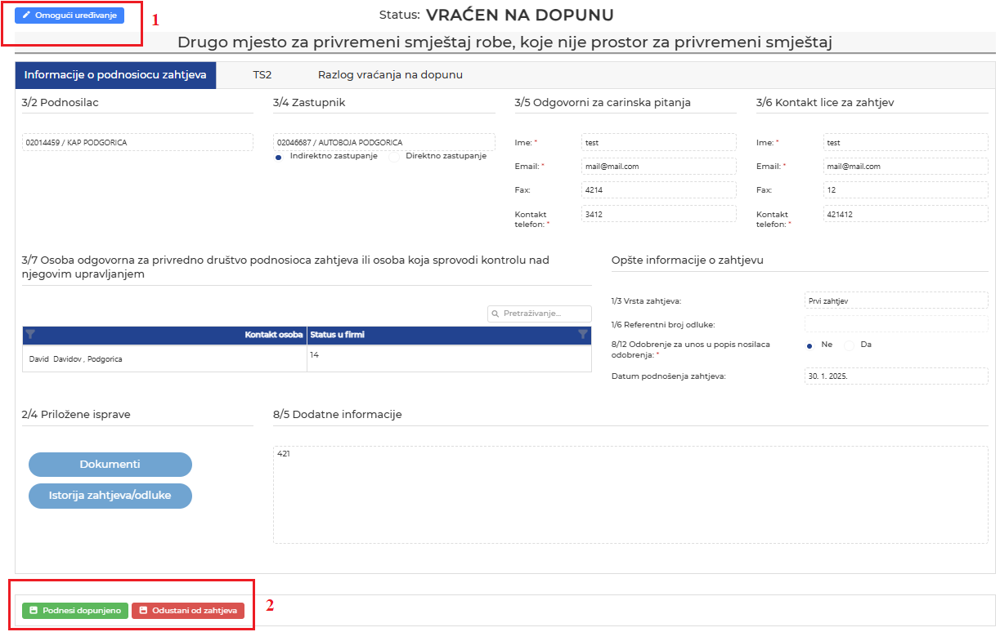 Omogući uređivanje
1
Status: VRAĆEN NA DOPUNU
Drugo mjesto za privremeni smještaj robe, koje nije prostor za privremeni smještaj
Informacije o podnosiocu zahtjeva
TS2
Razlog vraćanja na dopunu
3/2 Podnosilac
02014459 / KAP PODGORICA
3/4 Zastupnik
02046687 / AUTOBOJA PODGORICA
Indirektno zastupanje
Direktno zastupanje
3/5 Odgovorni za carinska pitanja
Ime: *
test
Email: *
mail@mail.com
Fax:
4214
Kontakt
telefon: *
3412
3/6 Kontakt lice za zahtjev
Ime: *
test
Email: *
mail@mail.com
Fax:
12
Kontakt
telefon: *
421412
3/7 Osoba odgovorna za privredno društvo podnosioca zahtjeva ili osoba koja sprovodi kontrolu nad
njegovim upravljanjem
Pretraživanje...
Kontakt osoba
Status u firmi
David Davidov , Podgorica
14
Opšte informacije o zahtjevu
1/3 Vrsta zahtjeva:
Prvi zahtjev
1/6 Referentni broj odluke:
8/12 Odobrenje za unos u popis nosilaca
odobrenja: *
Ne
Da
Datum podnošenja zahtjeva:
30. 1. 2025.
2/4 Priložene isprave
Dokumenti
Istorija zahtjeva/odluke
8/5 Dodatne informacije
421
Podnesi dopunjeno
Odustani od zahtjeva
2